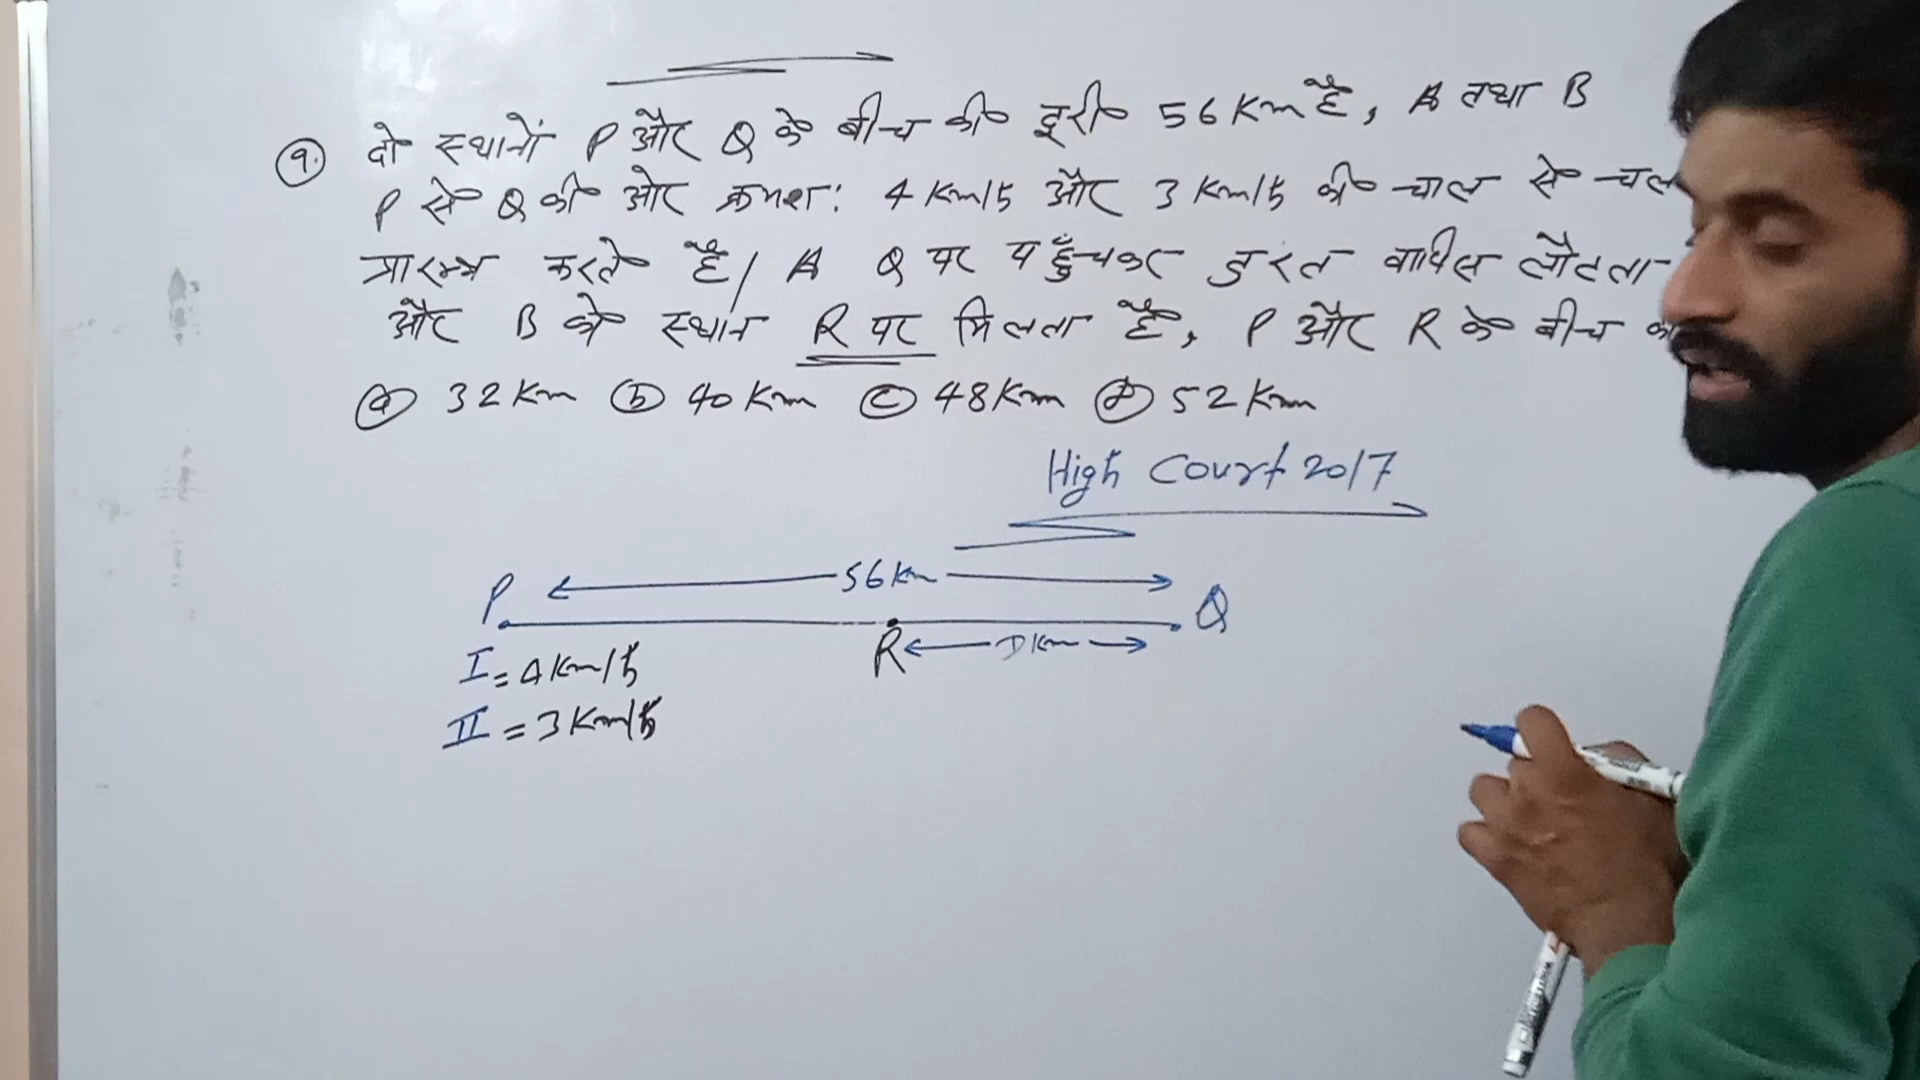 9. दो स्थानों P और Q के बीच की दूरी 56 Km है, A तथा B
P से Q की ओर क्रमशः 4 Km/h और 3 Km/h की चाल से
प्रारम्भ करते है / A Q पर पहुँचकर तुरंत वापिस लौटता
और B को स्थान R पर मिलता है, P और R के बीच
(a) 32 Km (b) 40 Km (c) 48 Km (d) 52 Km
High Court 2017
P 56 Km Q
R D Km
I = 4 Km/h
II = 3 Km/h